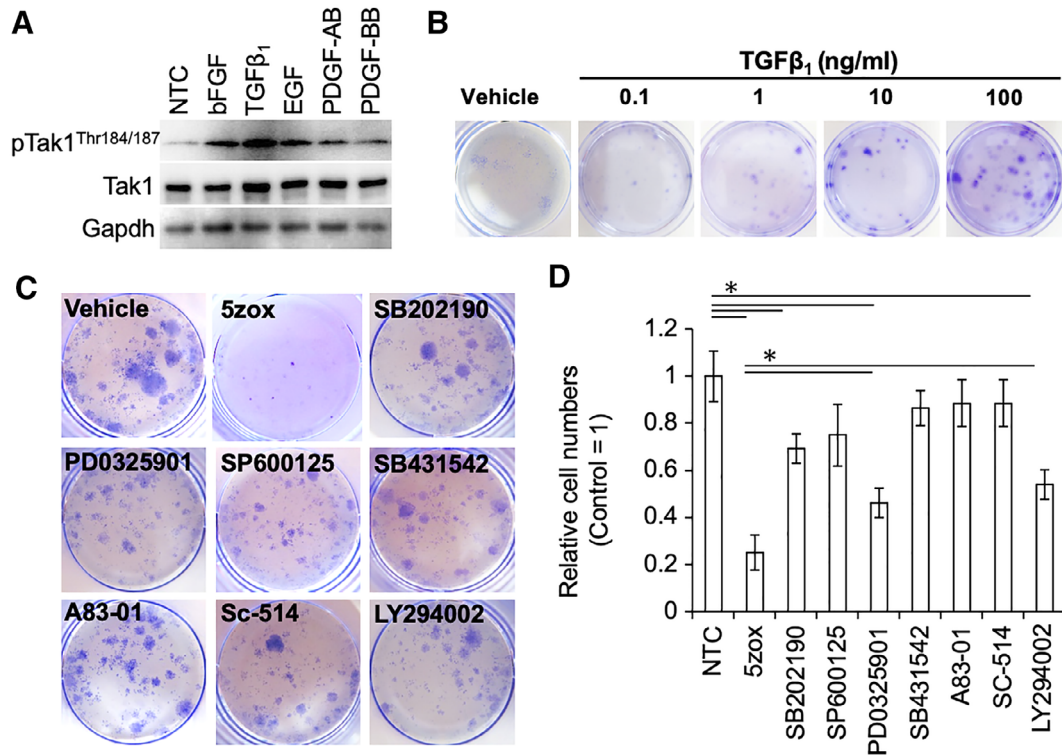 A
NTC
bFGF
TGFβ1
EGF
PDGF-AB
PDGF-BB
pTak1Thr184/187
Tak1
Gapdh
B
TGFβ1 (ng/ml)
Vehicle 0.1 1 10 100
C
Vehicle 5zox SB202190
PD0325901 SP600125 SB431542
A83-01 Sc-514 LY294002
D
*
*
Relative cell numbers
(Control = 1)
1.2
1
0.8
0.6
0.4
0.2
0
NTC
5zox
SB202190
SP600125
PD0325901
SB431542
A83-01
SC-514
LY294002